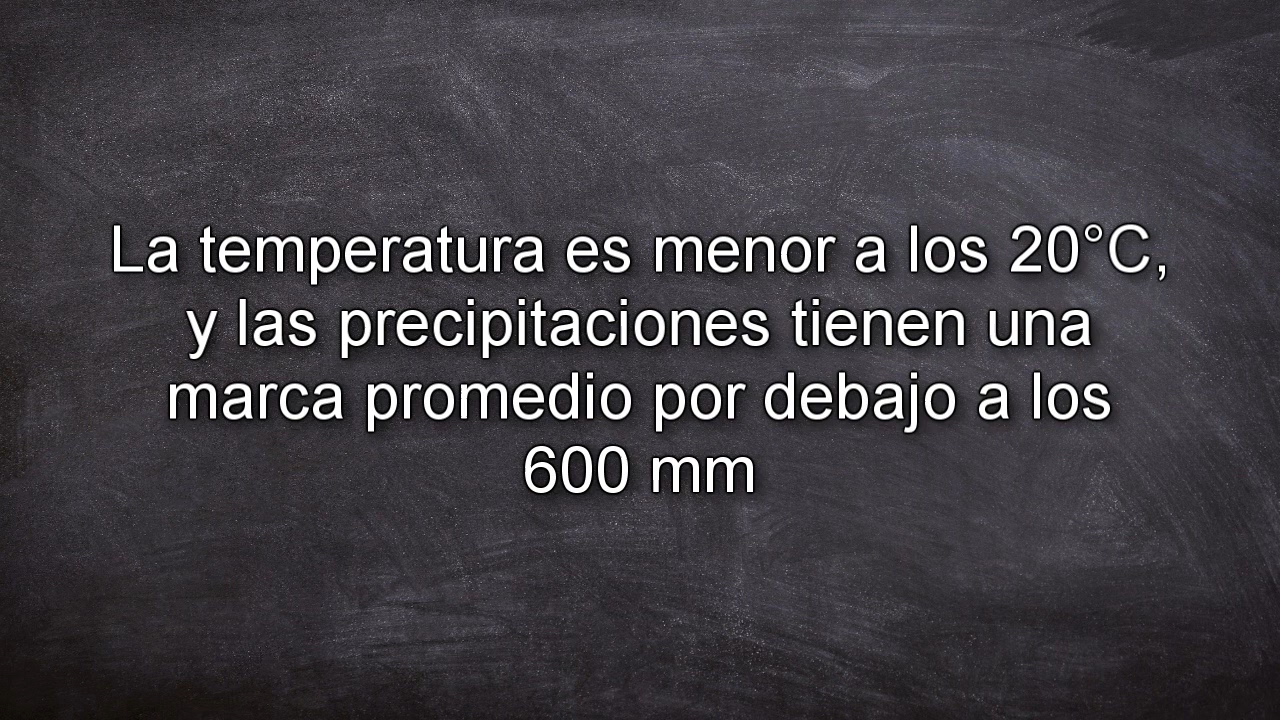 La temperatura es menor a los 20°C,
y las precipitaciones tienen una
marca promedio por debajo a los
600 mm